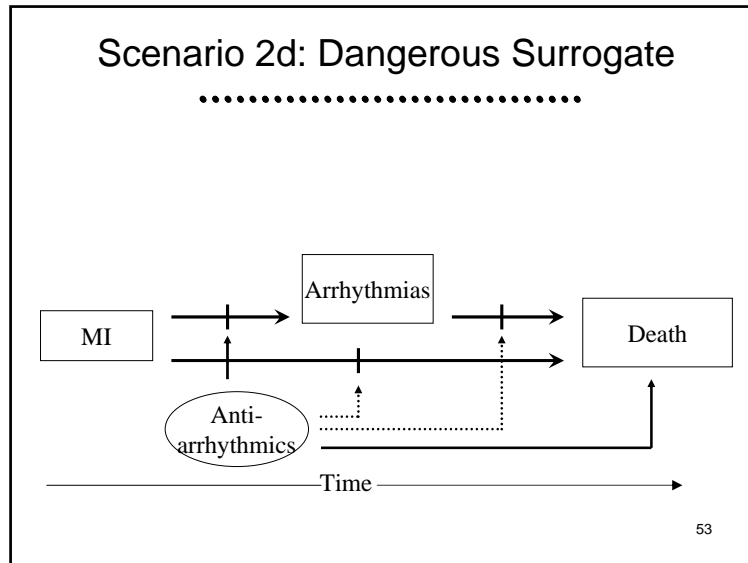 Scenario 2d: Dangerous Surrogate
Arrhythmias
MI
Death
Anti-
arrhythmics
Time
53